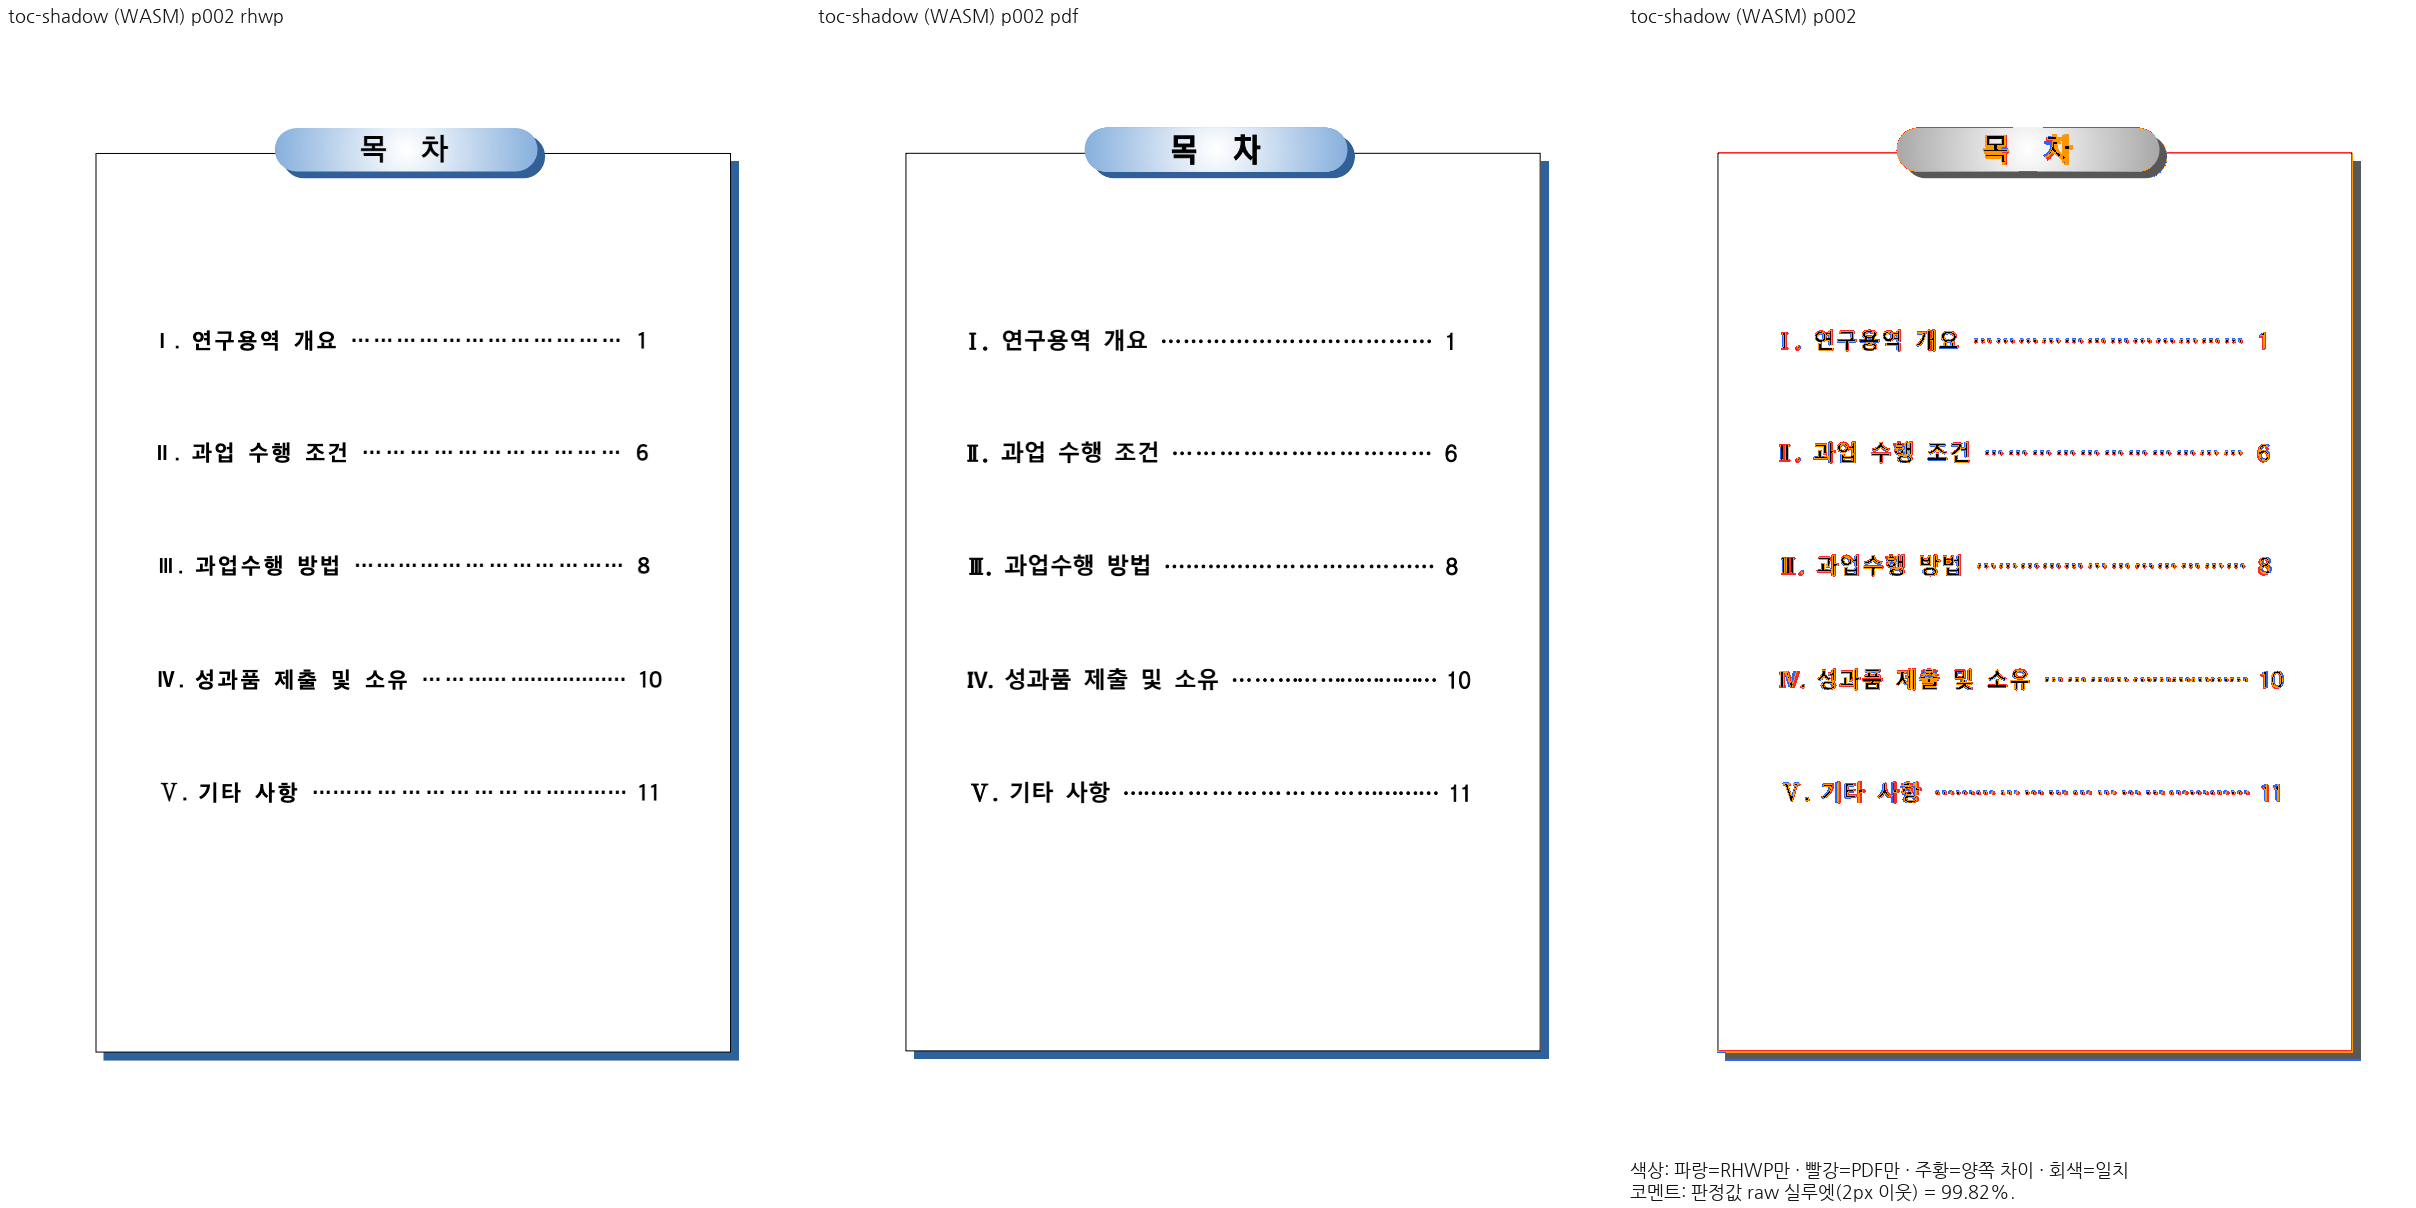 toc-shadow (WASM) p002 rhwp
목 차
Ⅰ. 연구용역 개요 ………………………………… 1
Ⅱ. 과업 수행 조건 ……………………………… 6
Ⅲ. 과업수행 방법 ………………………………… 8
Ⅳ. 성과품 제출 및 소유 ………………………… 10
Ⅴ. 기타 사항 ……………………………………… 11
toc-shadow (WASM) p002 pdf
목 차
Ⅰ. 연구용역 개요 ………………………………… 1
Ⅱ. 과업 수행 조건 ……………………………… 6
Ⅲ. 과업수행 방법 ………………………………… 8
Ⅳ. 성과품 제출 및 소유 ………………………… 10
Ⅴ. 기타 사항 ……………………………………… 11
toc-shadow (WASM) p002
목 차
Ⅰ. 연구용역 개요 ………………………………… 1
Ⅱ. 과업 수행 조건 ……………………………… 6
Ⅲ. 과업수행 방법 ………………………………… 8
Ⅳ. 성과품 제출 및 소유 ………………………… 10
Ⅴ. 기타 사항 ……………………………………… 11
색상: 파랑=RHWP만 · 빨강=PDF만 · 주황=양쪽 차이 · 회색=일치
코멘트: 판정값 raw 실루엣(2px 이웃) = 99.82%.